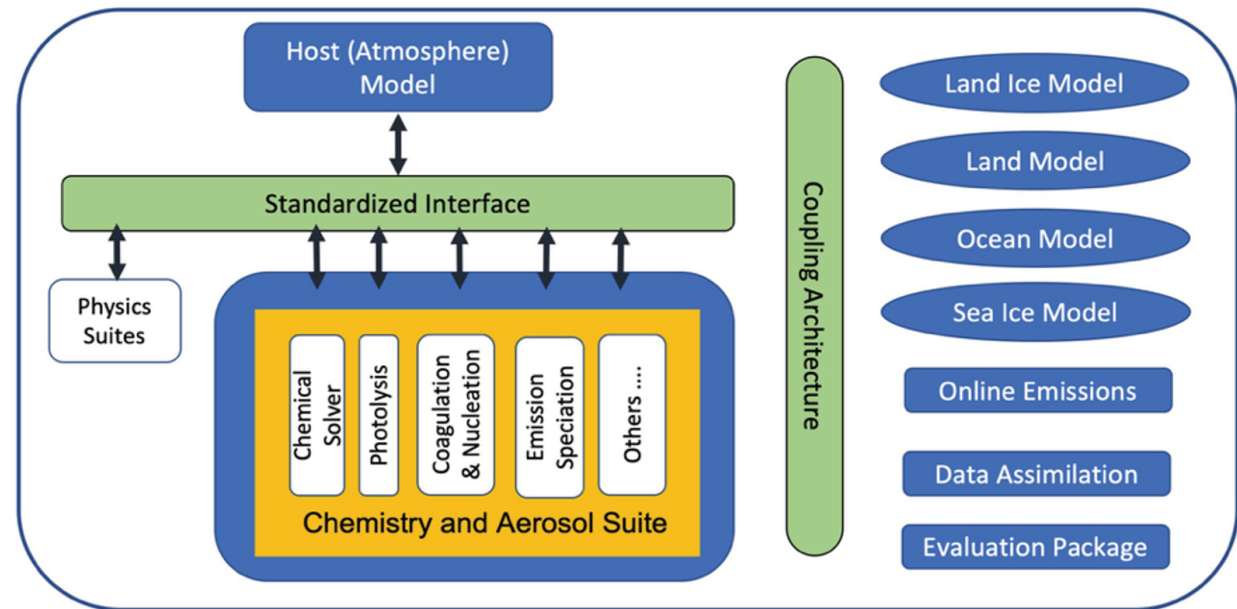 Host (Atmosphere)
Model
Standardized Interface
Physics
Suites
Chemical
Solver
Photolysis
Coagulation
& Nucleation
Emission
Speciation
Others ....
Chemistry and Aerosol Suite
Coupling Architecture
Land Ice Model
Land Model
Ocean Model
Sea Ice Model
Online Emissions
Data Assimilation
Evaluation Package